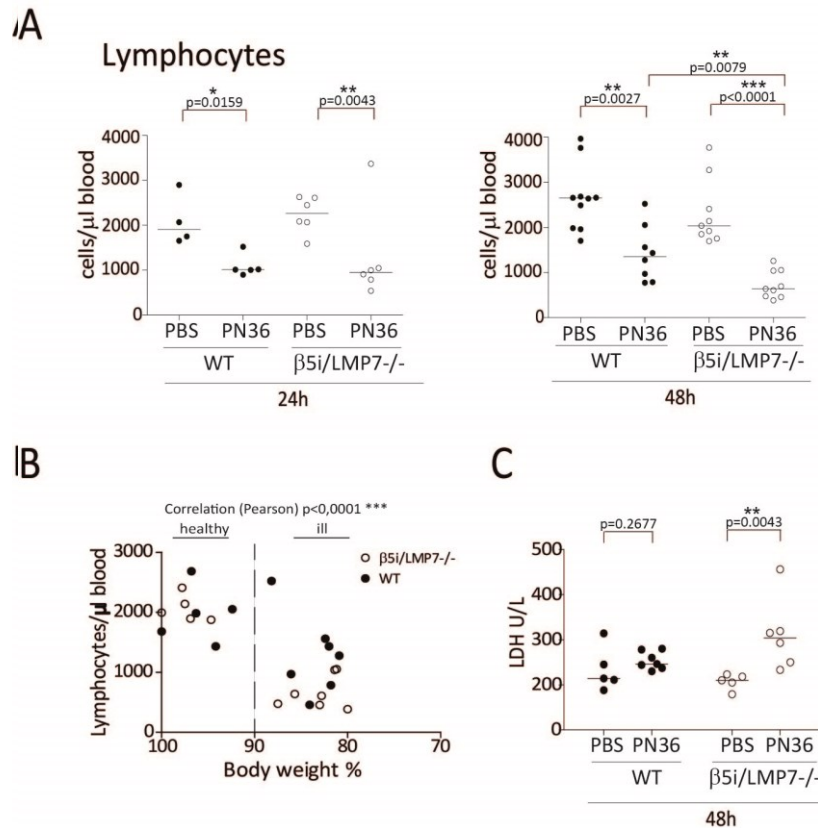 A
Lymphocytes
*
p=0.0159
**
p=0.0043
**
p=0.0079
**
p=0.0027
***
p<0.0001
cells/µl blood
4000
3000
2000
1000
0
PBS PN36 PBS PN36
WT β5i/LMP7-/-
24h
cells/µl blood
4000
3000
2000
1000
0
PBS PN36 PBS PN36
WT β5i/LMP7-/-
48h
B
Correlation (Pearson) p<0,0001 ***
healthy ill
β5i/LMP7-/-
WT
Lymphocytes/µl blood
3000
2000
1000
0
100 90 80 70
Body weight %
C
p=0.2677
**
p=0.0043
LDH U/L
500
400
300
200
200
PBS PN36 PBS PN36
WT β5i/LMP7-/-
48h